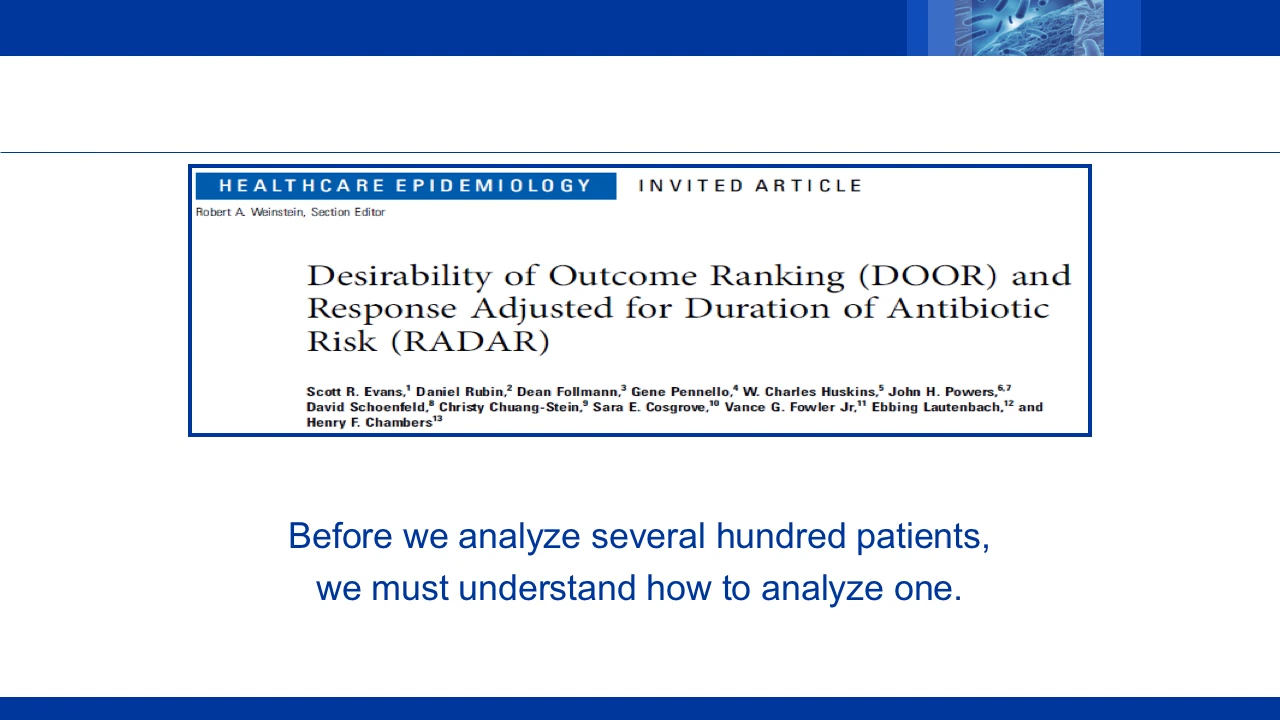 HEALTHCARE EPIDEMIOLOGY INVITED ARTICLE
Robert A. Weinstein, Section Editor
Desirability of Outcome Ranking (DOOR) and
Response Adjusted for Duration of Antibiotic
Risk (RADAR)
Scott R. Evans,1 Daniel Rubin,2 Dean Follmann,3 Gene Pennello,4 W. Charles Huskins,5 John H. Powers,6,7
David Schoenfeld,8 Christy Chuang-Stein,9 Sara E. Cosgrove,10 Vance G. Fowler Jr,11 Ebbing Lautenbach,12 and
Henry F. Chambers13
Before we analyze several hundred patients,
we must understand how to analyze one.